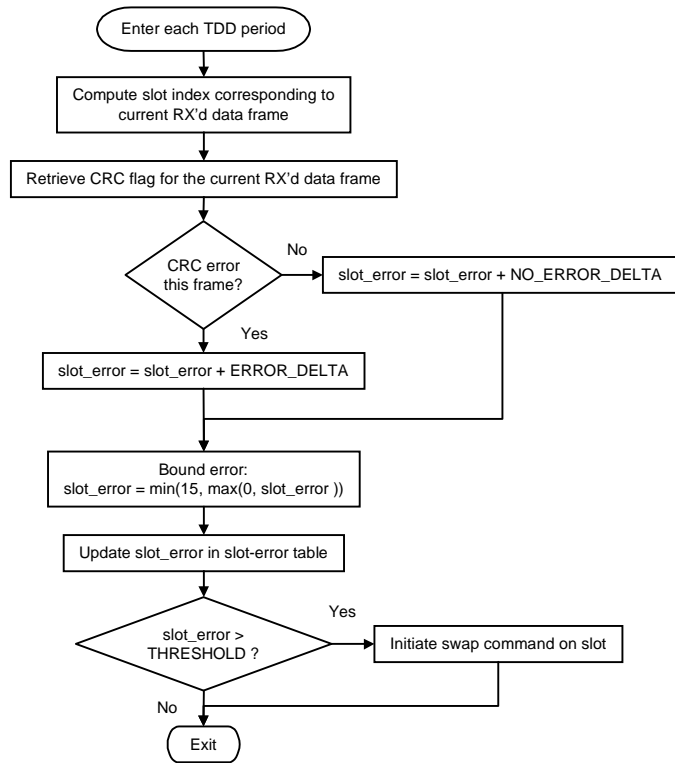 Enter each TDD period
Compute slot index corresponding to
current RX'd data frame
Retrieve CRC flag for the current RX'd data frame
CRC error
this frame?
No
slot_error = slot_error + NO_ERROR_DELTA
Yes
slot_error = slot_error + ERROR_DELTA
Bound error:
slot_error = min(15, max(0, slot_error ))
Update slot_error in slot-error table
slot_error >
THRESHOLD ?
Yes
Initiate swap command on slot
No
Exit